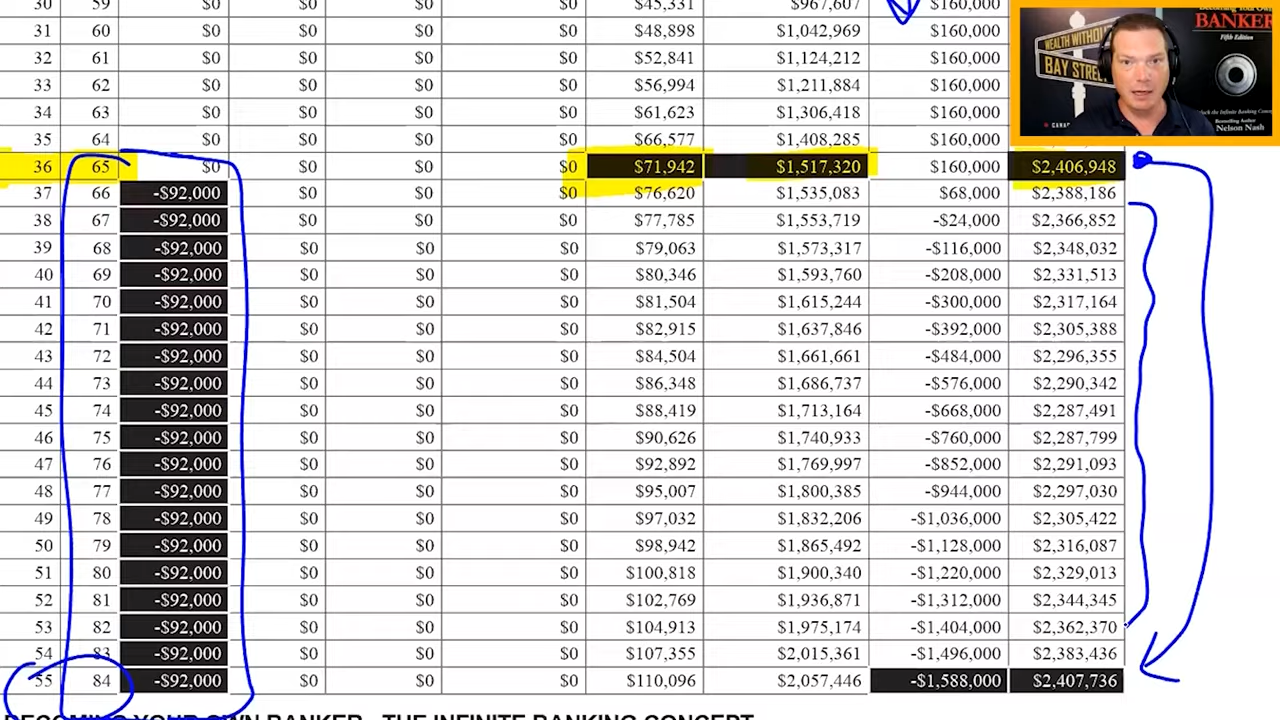 30 59 $0 $0 $0 $0 $45,331 $967,607 $160,000
31 60 $0 $0 $0 $0 $48,898 $1,042,969 $160,000
32 61 $0 $0 $0 $0 $52,841 $1,124,212 $160,000
33 62 $0 $0 $0 $0 $56,994 $1,211,884 $160,000
34 63 $0 $0 $0 $0 $61,623 $1,306,418 $160,000
35 64 $0 $0 $0 $0 $66,577 $1,408,285 $160,000
36 65 $0 $0 $0 $0 $71,942 $1,517,320 $160,000 $2,406,948
37 66 -$92,000 $0 $0 $0 $76,620 $1,535,083 $68,000 $2,388,186
38 67 -$92,000 $0 $0 $0 $77,785 $1,553,719 -$24,000 $2,366,852
39 68 -$92,000 $0 $0 $0 $79,063 $1,573,317 -$116,000 $2,348,032
40 69 -$92,000 $0 $0 $0 $80,346 $1,593,760 -$208,000 $2,331,513
41 70 -$92,000 $0 $0 $0 $81,504 $1,615,244 -$300,000 $2,317,164
42 71 -$92,000 $0 $0 $0 $82,915 $1,637,846 -$392,000 $2,305,388
43 72 -$92,000 $0 $0 $0 $84,504 $1,661,661 -$484,000 $2,296,355
44 73 -$92,000 $0 $0 $0 $86,348 $1,686,737 -$576,000 $2,290,342
45 74 -$92,000 $0 $0 $0 $88,419 $1,713,164 -$668,000 $2,287,491
46 75 -$92,000 $0 $0 $0 $90,626 $1,740,933 -$760,000 $2,287,799
47 76 -$92,000 $0 $0 $0 $92,892 $1,769,997 -$852,000 $2,291,093
48 77 -$92,000 $0 $0 $0 $95,007 $1,800,385 -$944,000 $2,297,030
49 78 -$92,000 $0 $0 $0 $97,032 $1,832,206 -$1,036,000 $2,305,422
50 79 -$92,000 $0 $0 $0 $98,942 $1,865,492 -$1,128,000 $2,316,087
51 80 -$92,000 $0 $0 $0 $100,818 $1,900,340 -$1,220,000 $2,329,013
52 81 -$92,000 $0 $0 $0 $102,769 $1,936,871 -$1,312,000 $2,344,345
53 82 -$92,000 $0 $0 $0 $104,913 $1,975,174 -$1,404,000 $2,362,370
54 83 -$92,000 $0 $0 $0 $107,355 $2,015,361 -$1,496,000 $2,383,436
55 84 -$92,000 $0 $0 $0 $110,096 $2,057,446 -$1,588,000 $2,407,736
BECOMING YOUR OWN BANKER - THE INFINITE BANKING CONCEPT
WEALTH WITHOUT
BAY STREET
BANKER
Fifth Edition
Bestselling Author
Nelson Nash